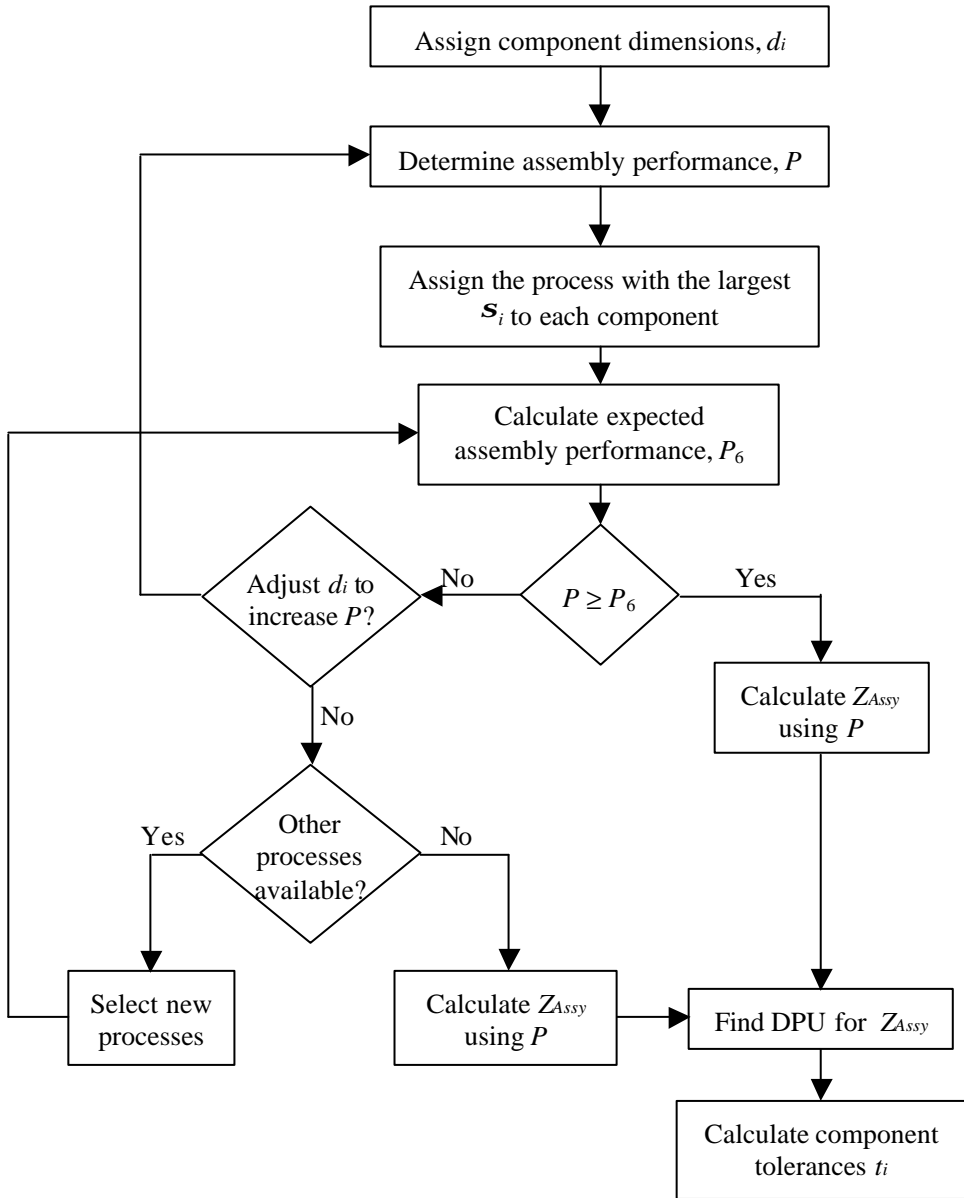 Assign component dimensions, di
Determine assembly performance, P
Assign the process with the largest
si to each component
Calculate expected
assembly performance, P6
Adjust di to
increase P?
No
P ≥ P6
Yes
Calculate ZAssy
using P
No
Other
processes
available?
Yes
No
Select new
processes
Calculate ZAssy
using P
Find DPU for ZAssy
Calculate component
tolerances ti